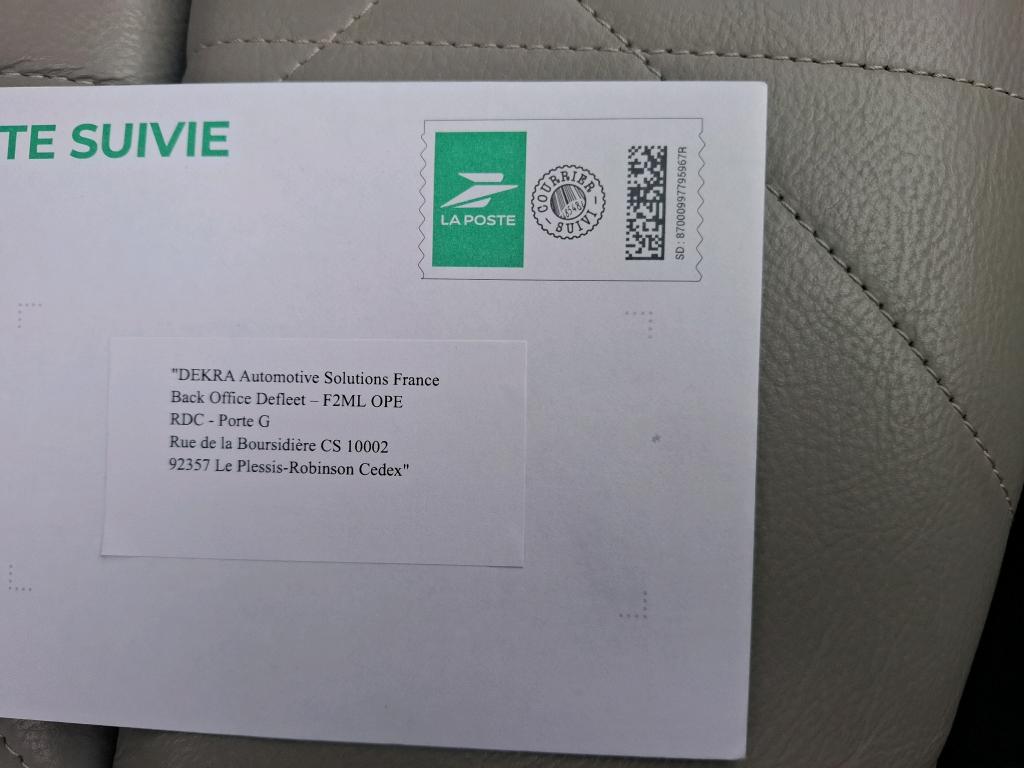 TE SUIVIE
LA POSTE
COURRIER
SUIVI
SD : 87000997795967R
"DEKRA Automotive Solutions France
Back Office Defleet – F2ML OPE
RDC - Porte G
Rue de la Boursidière CS 10002
92357 Le Plessis-Robinson Cedex"